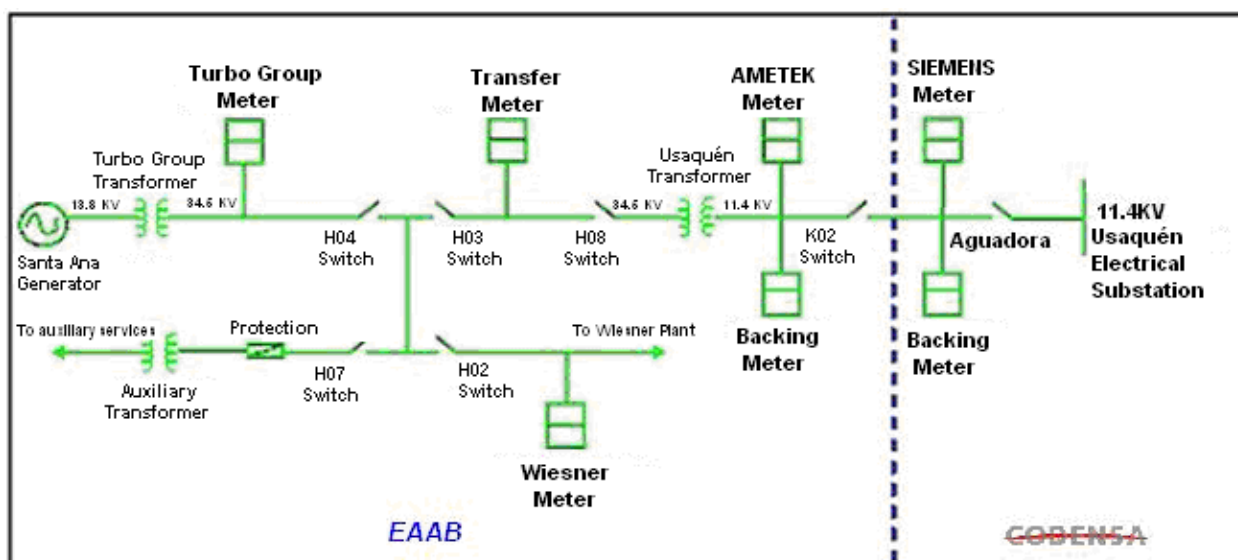 Turbo Group
Meter
Transfer
Meter
AMETEK
Meter
SIEMENS
Meter
Turbo Group
Transformer
Usaquén
Transformer
13.8 KV
34.5 KV
34.5 KV
11.4 KV
Santa Ana
Generator
H04
Switch
H03
Switch
H08
Switch
K02
Switch
Aguadora
11.4KV
Usaquén
Electrical
Substation
To auxiliary services
Protection
To Wiesner Plant
Auxiliary
Transformer
H07
Switch
H02
Switch
Backing
Meter
Backing
Meter
Wiesner
Meter
EAAB
CODENSA